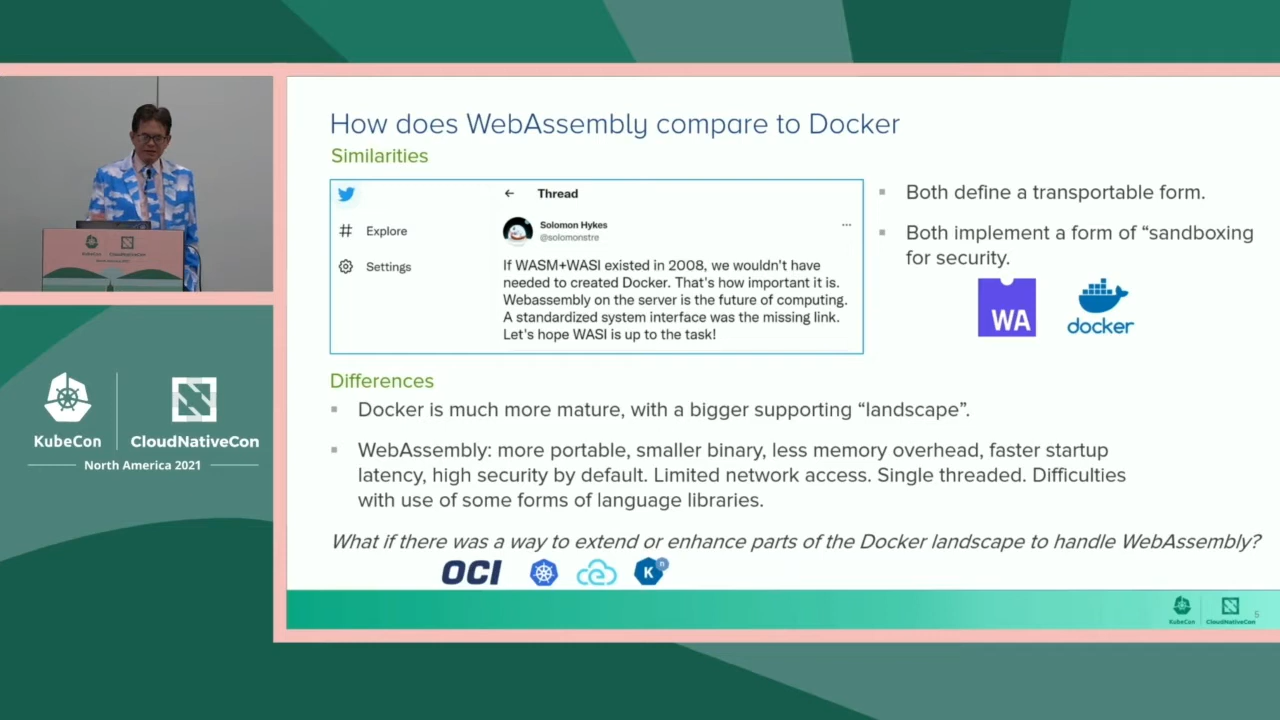 How does WebAssembly compare to Docker
Similarities
Thread
Explore
Settings
Solomon Hykes
@solomonstre
If WASM+WASI existed in 2008, we wouldn't have
needed to created Docker. That's how important it is.
Webassembly on the server is the future of computing.
A standardized system interface was the missing link.
Let's hope WASI is up to the task!
Both define a transportable form.
Both implement a form of “sandboxing
for security.
WA
docker
Differences
Docker is much more mature, with a bigger supporting “landscape”.
WebAssembly: more portable, smaller binary, less memory overhead, faster startup
latency, high security by default. Limited network access. Single threaded. Difficulties
with use of some forms of language libraries.
What if there was a way to extend or enhance parts of the Docker landscape to handle WebAssembly?
OCI
K
n
KubeCon
CloudNativeCon
5
KubeCon
CloudNativeCon
North America 2021